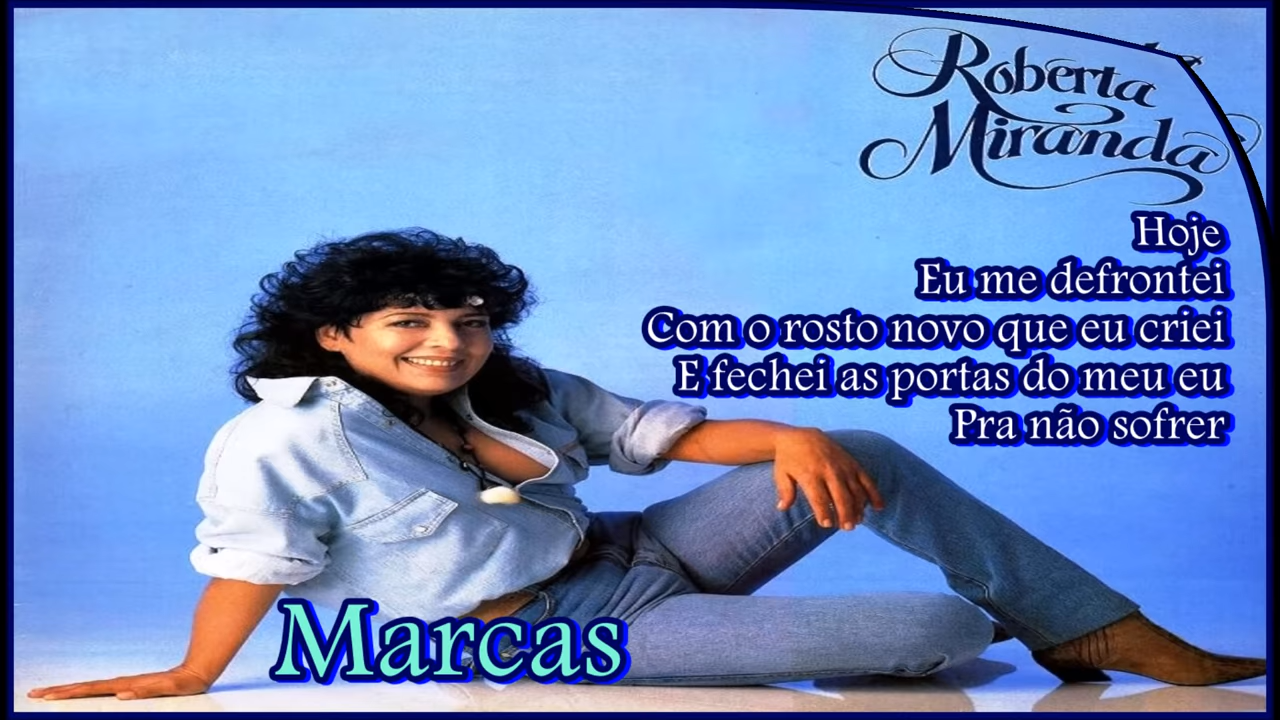 Roberta
Miranda
Hoje
Eu me defrontei
Com o rosto novo que eu criei
E fechei as portas do meu eu
Pra não sofrer
Marcas